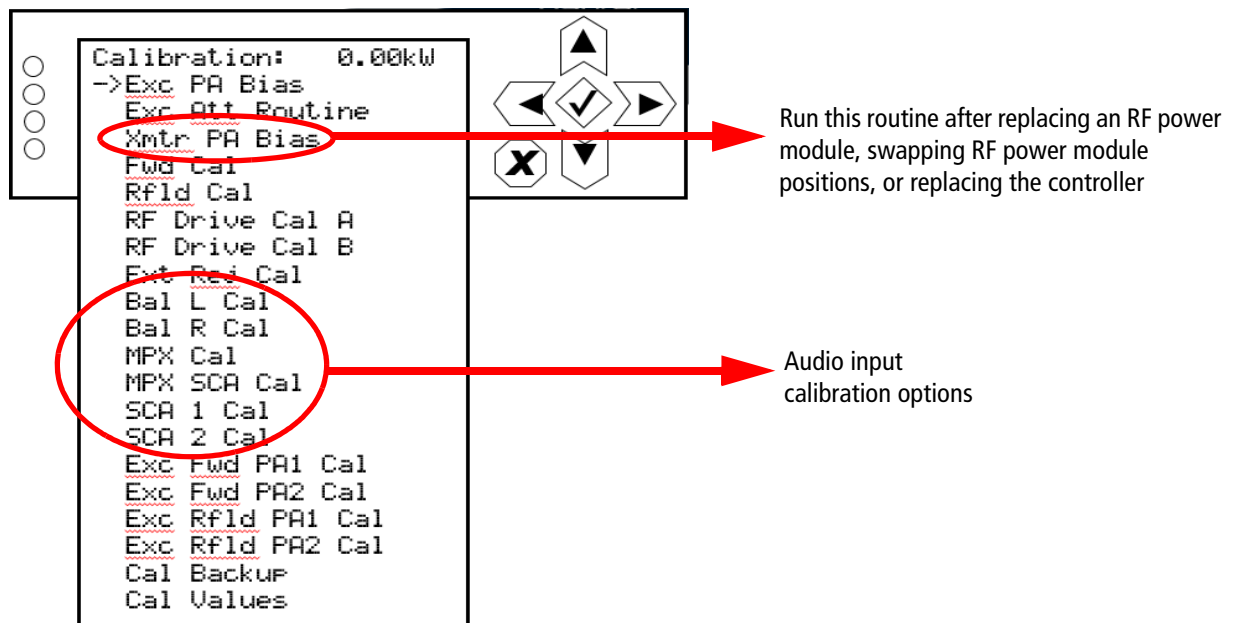 Calibration: 0.00kW
->Exc PA Bias
Exc Att Routine
Xmtr PA Bias
Fwd Cal
Rfld Cal
RF Drive Cal A
RF Drive Cal B
Ext Rej Cal
Bal L Cal
Bal R Cal
MPX Cal
MPX SCA Cal
SCA 1 Cal
SCA 2 Cal
Exc Fwd PA1 Cal
Exc Fwd PA2 Cal
Exc Rfld PA1 Cal
Exc Rfld PA2 Cal
Cal Backup
Cal Values
X
Run this routine after replacing an RF power
module, swapping RF power module
positions, or replacing the controller
Audio input
calibration options